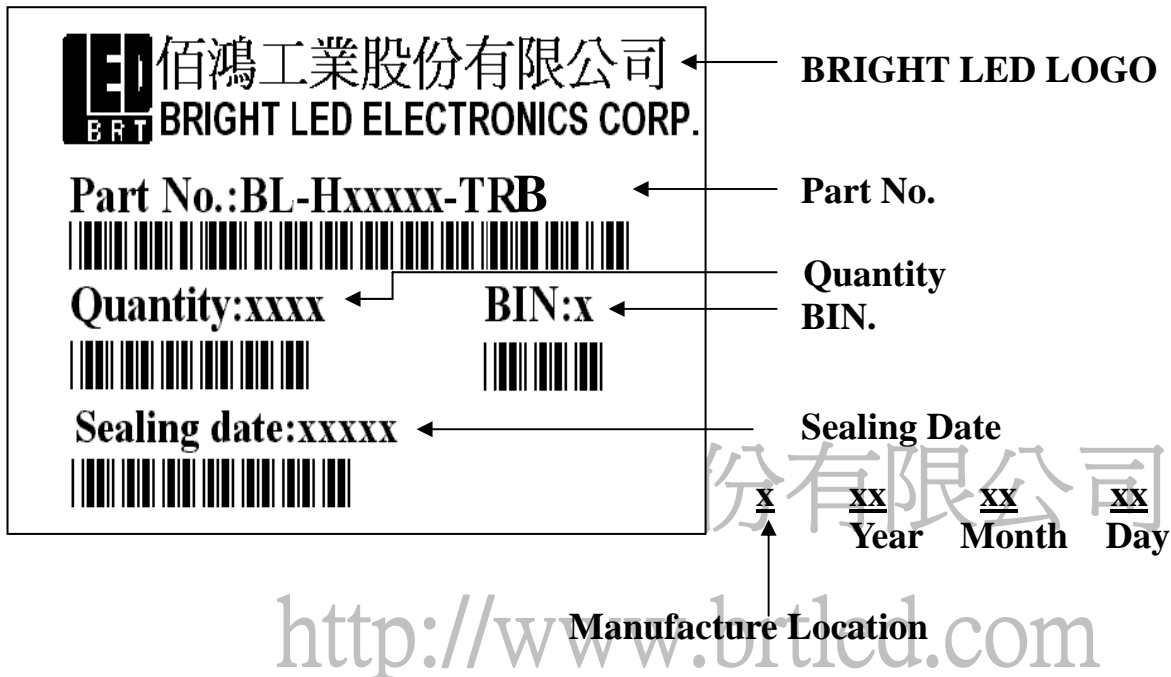 佰鴻工業股份有限公司
BRIGHT LED ELECTRONICS CORP.
LED
BRT
BRIGHT LED LOGO
Part No.:BL-Hxxxxx-TRB
Part No.
Quantity:xxxx
BIN:x
Quantity
BIN.
Sealing date:xxxxx
Sealing Date
份有限公司
x xx xx xx
Year Month Day
Manufacture Location
http://www.brtled.com